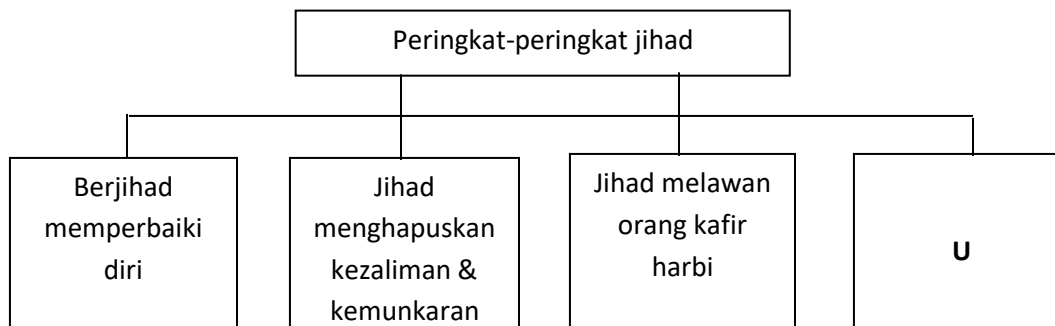 Peringkat-peringkat jihad
Berjihad
memperbaiki
diri
Jihad
menghapuskan
kezaliman &
kemunkaran
Jihad melawan
orang kafir
harbi
U